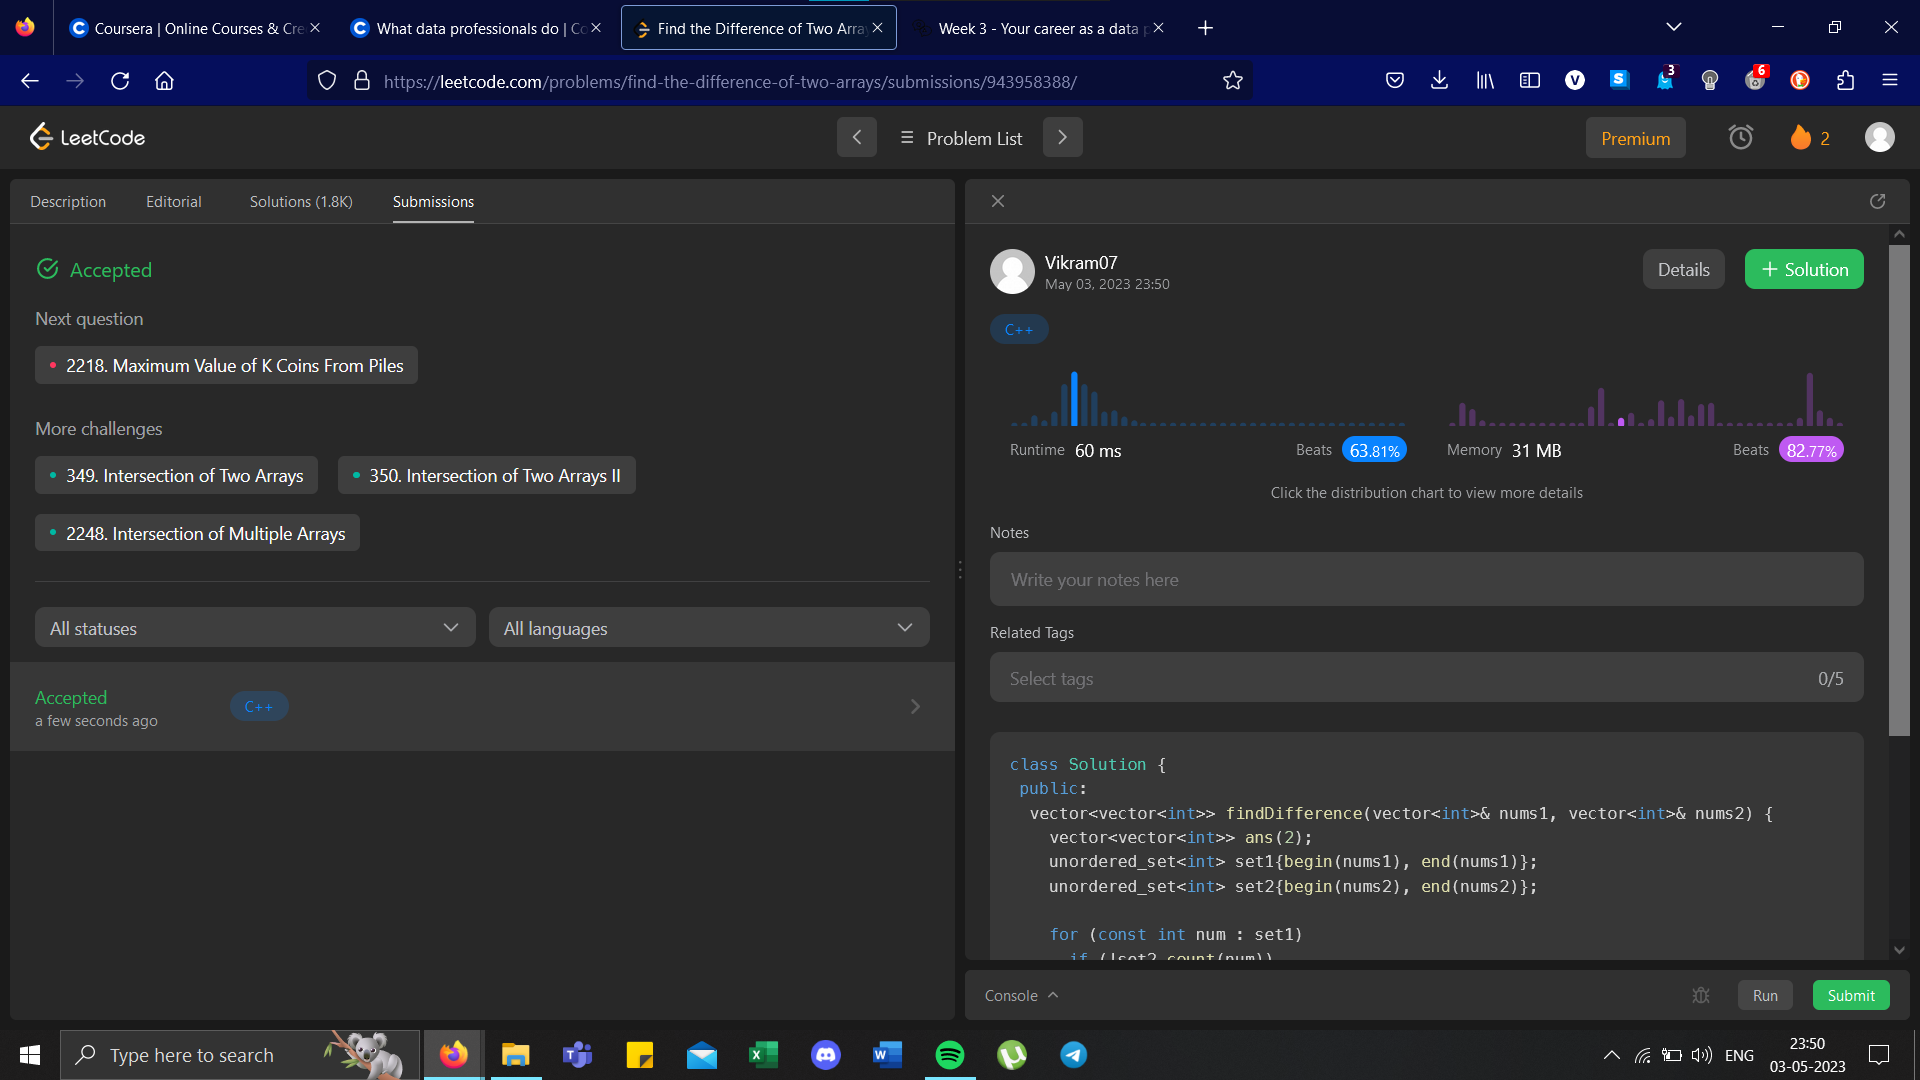 Coursera | Online Courses & Cre
What data professionals do | Co
Find the Difference of Two Arra
Week 3 - Your career as a data p
https://leetcode.com/problems/find-the-difference-of-two-arrays/submissions/943958388/
V
S
3
6
LeetCode
Problem List
Premium
2
Description
Editorial
Solutions (1.8K)
Submissions
Accepted
Next question
2218. Maximum Value of K Coins From Piles
More challenges
349. Intersection of Two Arrays
350. Intersection of Two Arrays II
2248. Intersection of Multiple Arrays
All statuses
All languages
Accepted
a few seconds ago
C++
Vikram07
May 03, 2023 23:50
Details
+ Solution
C++
Runtime 60 ms
Beats 63.81%
Memory 31 MB
Beats 82.77%
Click the distribution chart to view more details
Notes
Write your notes here
Related Tags
Select tags
0/5
class Solution {
public:
vector<vector<int>> findDifference(vector<int>& nums1, vector<int>& nums2) {
vector<vector<int>> ans(2);
unordered_set<int> set1{begin(nums1), end(nums1)};
unordered_set<int> set2{begin(nums2), end(nums2)};
for (const int num : set1)
if (!set2.count(num))
Console
Run
Submit
Type here to search
ENG
23:50
03-05-2023